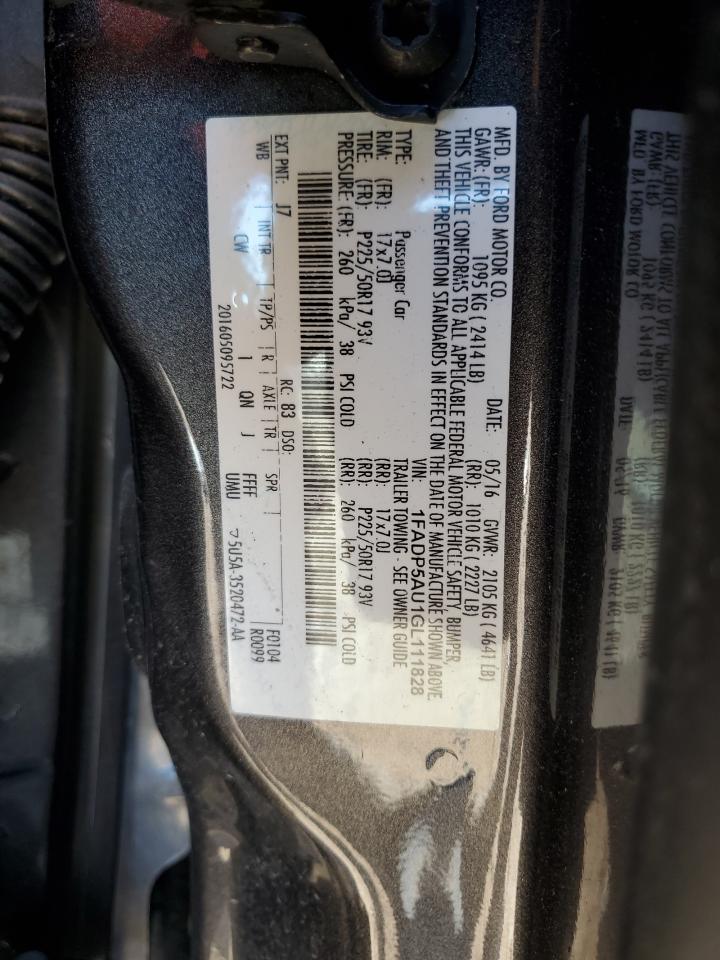 MFD. BY FORD MOTOR CO. DATE: 05/16 GVWR: 2105 KG ( 4641 LB)
GAWR: (FR): 1095 KG ( 2414 LB) (RR): 1010 KG ( 2227 LB)
THIS VEHICLE CONFORMS TO ALL APPLICABLE FEDERAL MOTOR VEHICLE SAFETY, BUMPER,
AND THEFT PREVENTION STANDARDS IN EFFECT ON THE DATE OF MANUFACTURE SHOWN ABOVE.
VIN: 1FADP5AU1GL111828
TYPE: Passenger Car TRAILER TOWING - SEE OWNER GUIDE
RIM: (FR): 17x7.0J (RR): 17x7.0J
TIRE: (FR): P225/50R17 93V (RR): P225/50R17 93V
PRESSURE: (FR): 260 kPa/ 38 PSI COLD (RR): 260 kPa/ 38 PSI COLD
EXT PNT: J7 RC: 83 DSO: F0104
WB INT TR TP/PS R AXLE TR SPR R0099
CW C 1 QN J FFFF UMU
201605095722 5U5A-3520472-AA